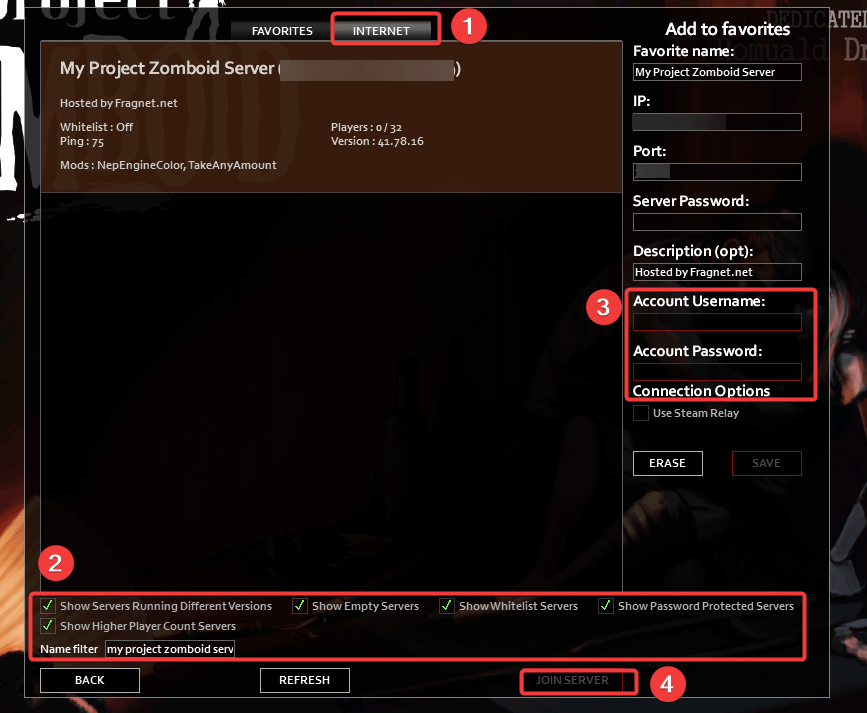 project
DEDICATED
Romuald Dr
FAVORITES
INTERNET
1
My Project Zomboid Server ( )
Hosted by Fragnet.net
Whitelist : Off
Players : 0 / 32
Ping : 75
Version : 41.78.16
Mods : NepEngineColor, TakeAnyAmount
Add to favorites
Favorite name:
My Project Zomboid Server
IP:
Port:
Server Password:
Description (opt):
Hosted by Fragnet.net
3
Account Username:
Account Password:
Connection Options
Use Steam Relay
ERASE
SAVE
2
Show Servers Running Different Versions
Show Empty Servers
Show Whitelist Servers
Show Password Protected Servers
Show Higher Player Count Servers
Name filter
my project zomboid serv
BACK
REFRESH
JOIN SERVER
4